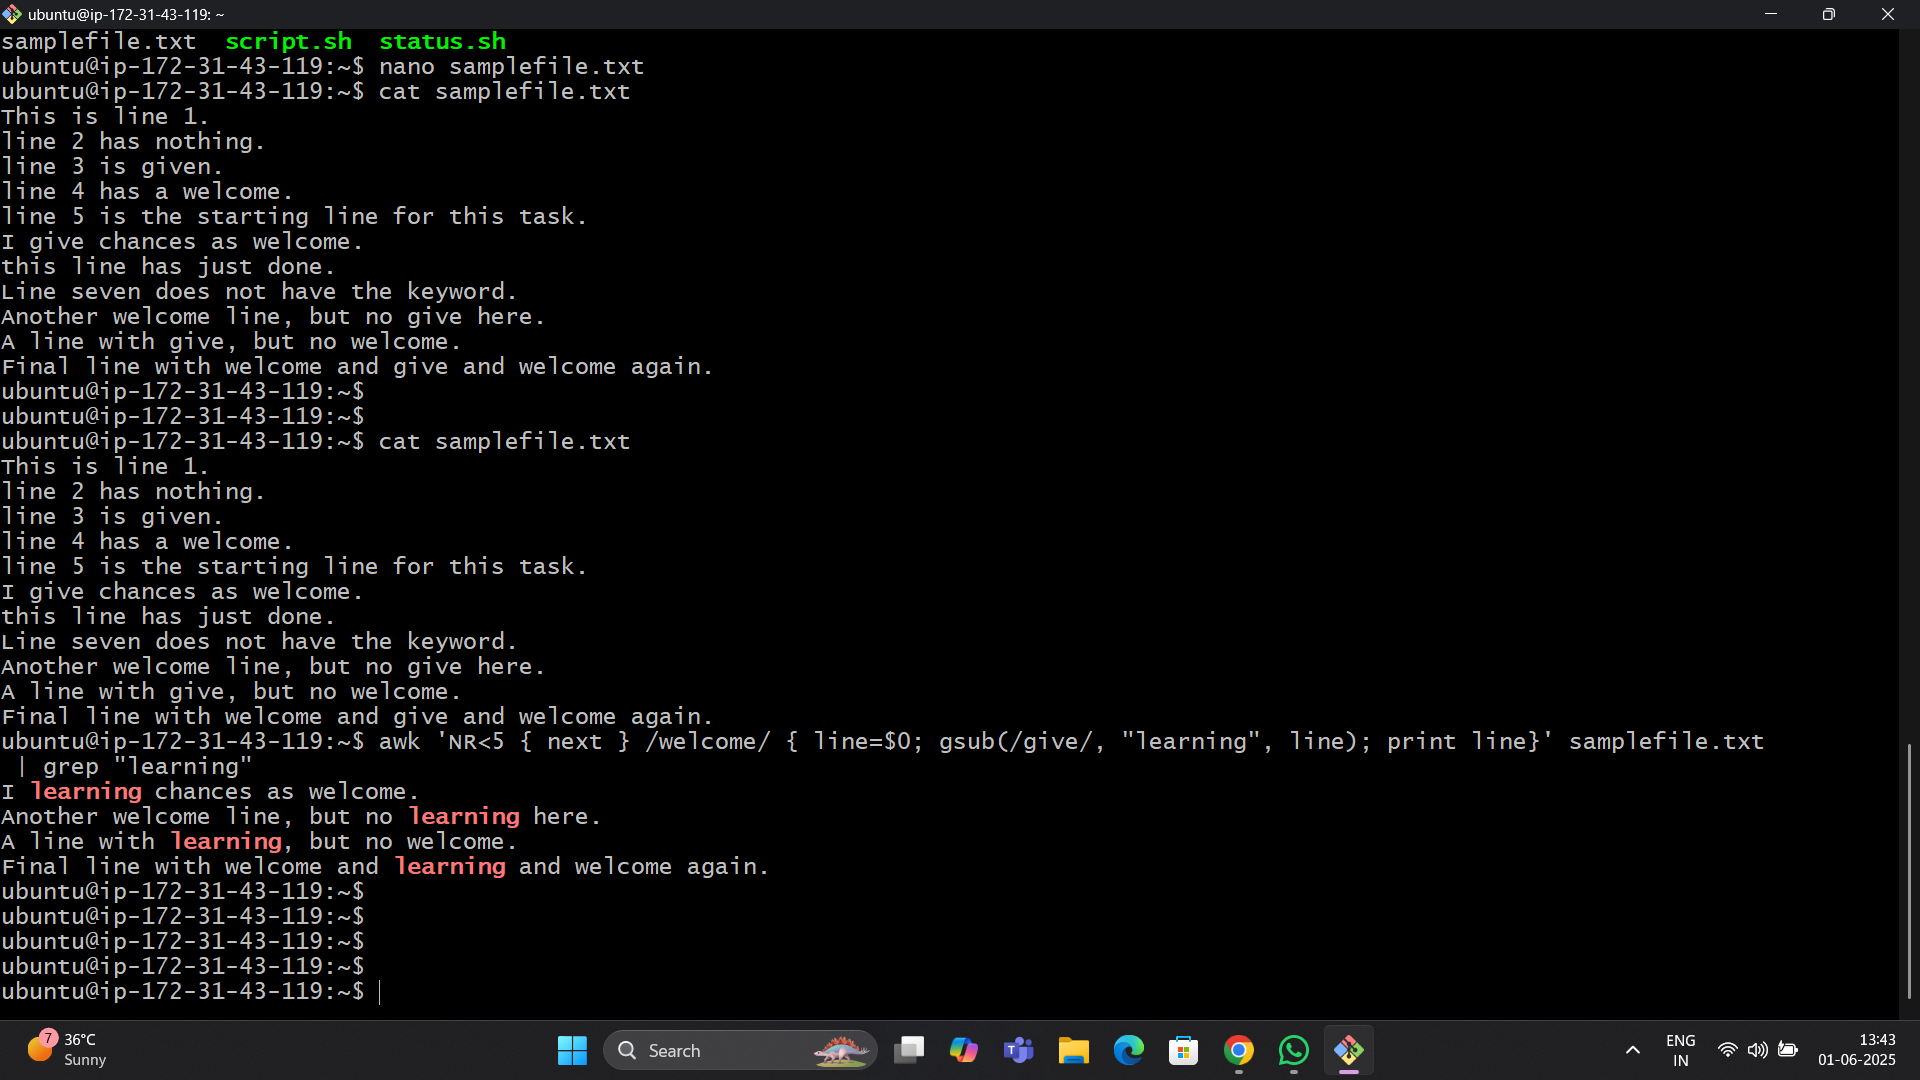 ubuntu@ip-172-31-43-119: ~
samplefile.txt  script.sh  status.sh
ubuntu@ip-172-31-43-119:~$ nano samplefile.txt
ubuntu@ip-172-31-43-119:~$ cat samplefile.txt
This is line 1.
line 2 has nothing.
line 3 is given.
line 4 has a welcome.
line 5 is the starting line for this task.
I give chances as welcome.
this line has just done.
Line seven does not have the keyword.
Another welcome line, but no give here.
A line with give, but no welcome.
Final line with welcome and give and welcome again.
ubuntu@ip-172-31-43-119:~$
ubuntu@ip-172-31-43-119:~$
ubuntu@ip-172-31-43-119:~$ cat samplefile.txt
This is line 1.
line 2 has nothing.
line 3 is given.
line 4 has a welcome.
line 5 is the starting line for this task.
I give chances as welcome.
this line has just done.
Line seven does not have the keyword.
Another welcome line, but no give here.
A line with give, but no welcome.
Final line with welcome and give and welcome again.
ubuntu@ip-172-31-43-119:~$ awk 'NR<5 { next } /welcome/ { line=$0; gsub(/give/, "learning", line); print line}' samplefile.txt
 | grep "learning"
I learning chances as welcome.
Another welcome line, but no learning here.
A line with learning, but no welcome.
Final line with welcome and learning and welcome again.
ubuntu@ip-172-31-43-119:~$
ubuntu@ip-172-31-43-119:~$
ubuntu@ip-172-31-43-119:~$
ubuntu@ip-172-31-43-119:~$
ubuntu@ip-172-31-43-119:~$
7
36°C
Sunny
Search
ENG
IN
13:43
01-06-2025